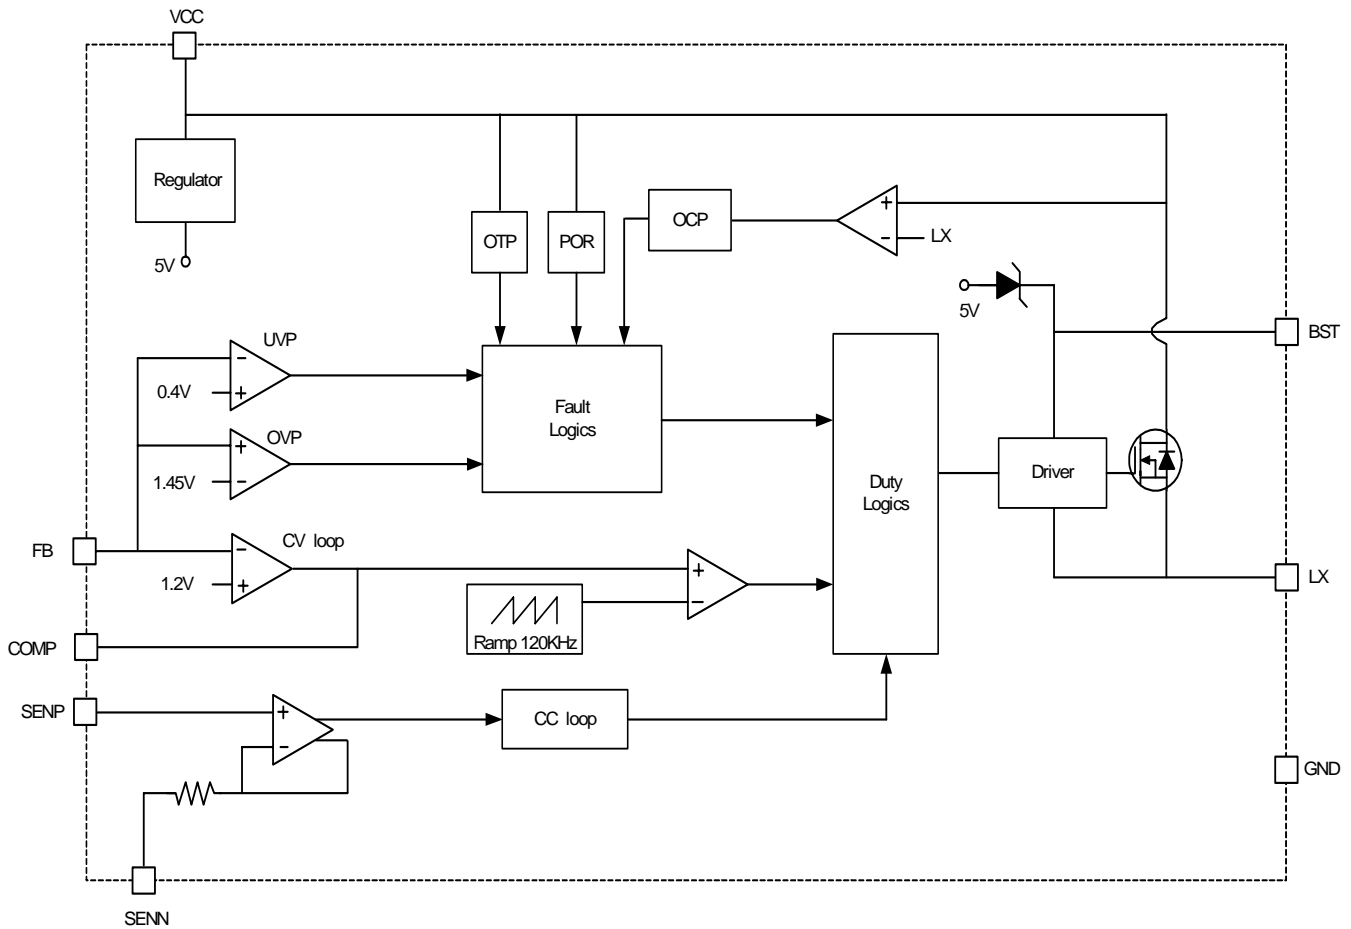 VCC
Regulator
5V
OTP
POR
OCP
+
−
LX
5V
BST
UVP
−
0.4V
+
OVP
+
1.45V
−
Fault
Logics
Duty
Logics
Driver
FB
CV loop
−
1.2V
+
+
−
Ramp 120KHz
LX
COMP
SENP
+
−
CC loop
GND
SENN